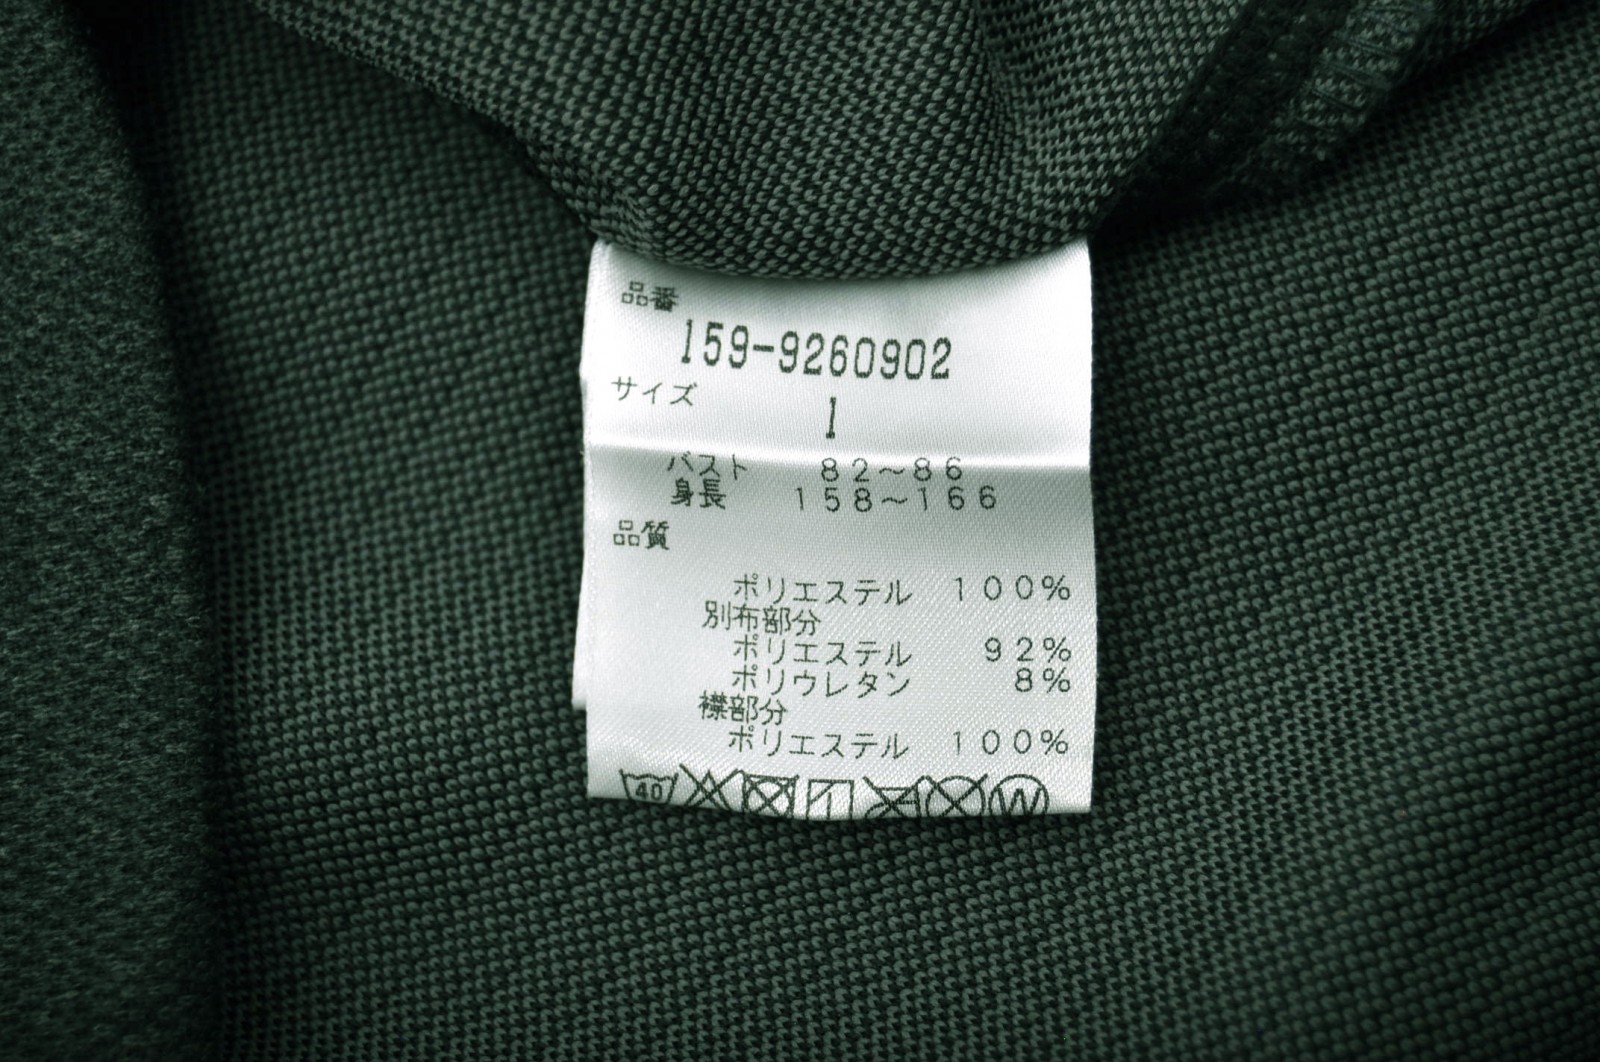 品番
159-9260902
サイズ
1
バスト 82～86
身長 158～166
品質
ポリエステル 100%
別布部分
ポリエステル 92%
ポリウレタン 8%
襟部分
ポリエステル 100%
40 W